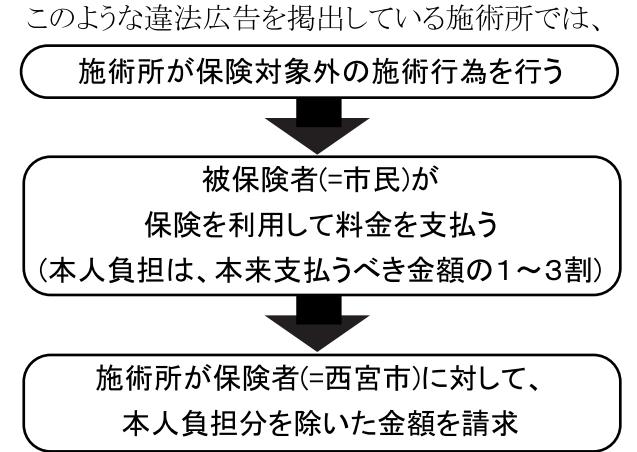 このような違法広告を掲出している施術所では、
施術所が保険対象外の施術行為を行う
被保険者(=市民)が
保険を利用して料金を支払う
(本人負担は、本来支払うべき金額の１～３割)
施術所が保険者(=西宮市)に対して、
本人負担分を除いた金額を請求